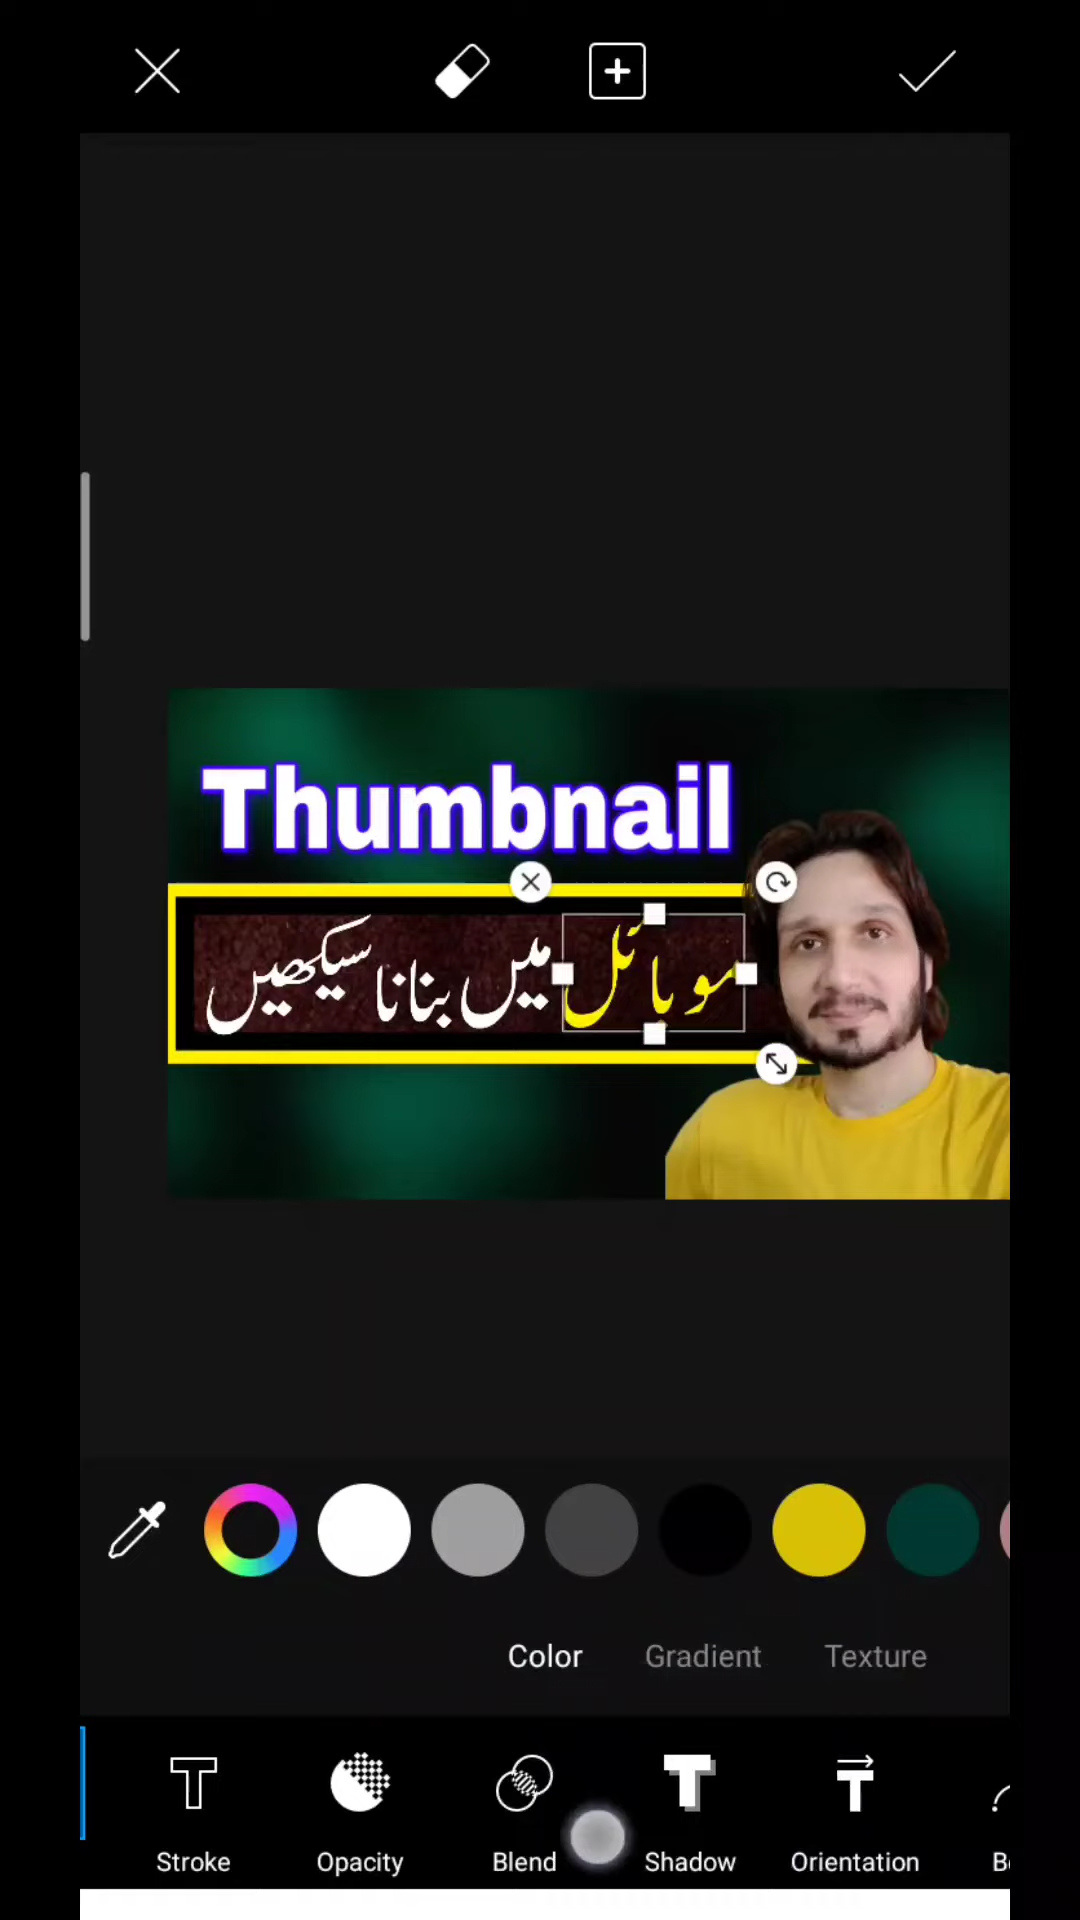 Thumbnail
موبائل میں بنانا سیکھیں
Color Gradient Texture
Stroke Opacity Blend Shadow Orientation